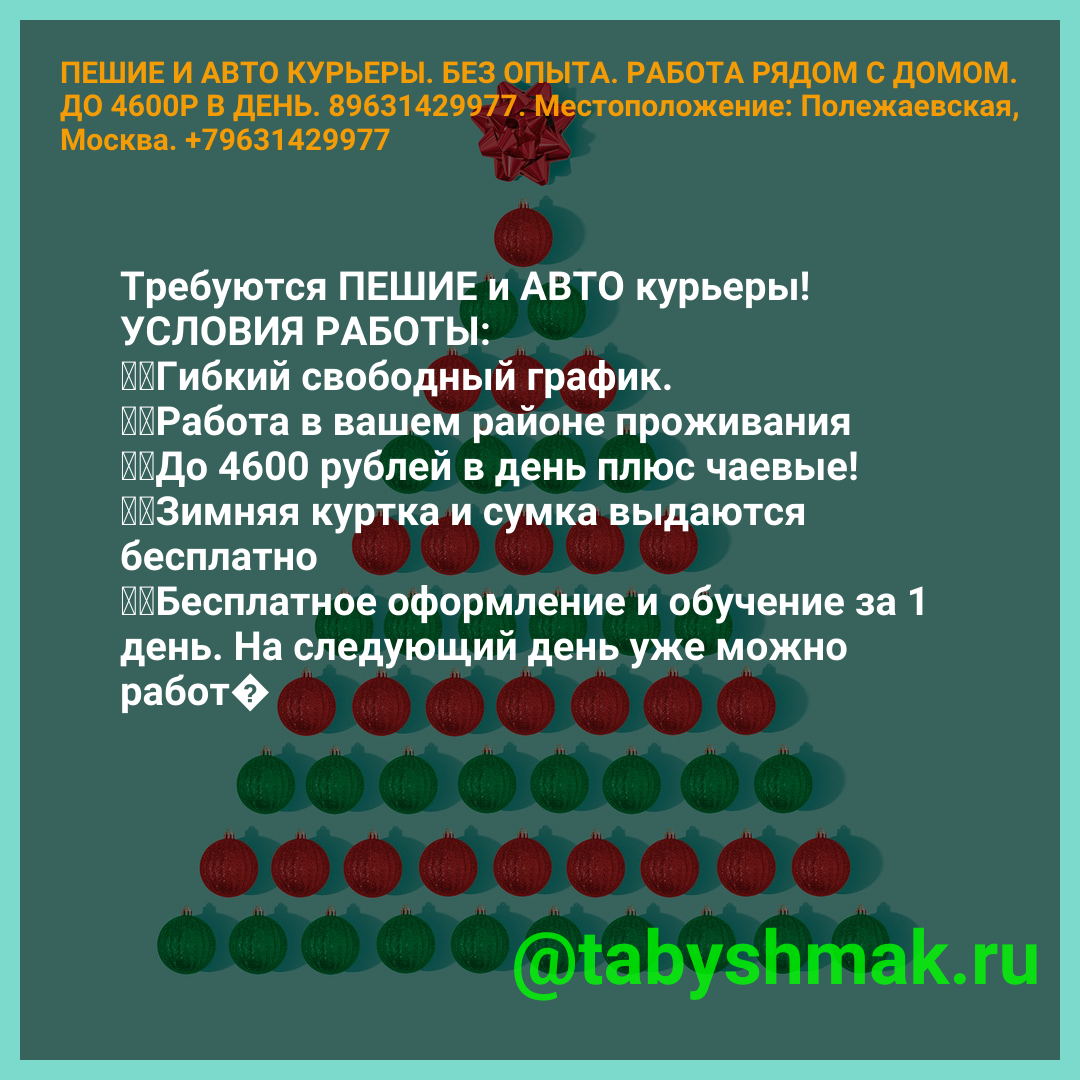 ПЕШИЕ И АВТО КУРЬЕРЫ. БЕЗ ОПЫТА. РАБОТА РЯДОМ С ДОМОМ.
ДО 4600Р В ДЕНЬ. 89631429977. Местоположение: Полежаевская,
Москва. +79631429977
Требуются ПЕШИЕ и АВТО курьеры!
УСЛОВИЯ РАБОТЫ:
Гибкий свободный график.
Работа в вашем районе проживания
До 4600 рублей в день плюс чаевые!
Зимняя куртка и сумка выдаются
бесплатно
Бесплатное оформление и обучение за 1
день. На следующий день уже можно
работ�
@tabyshmak.ru